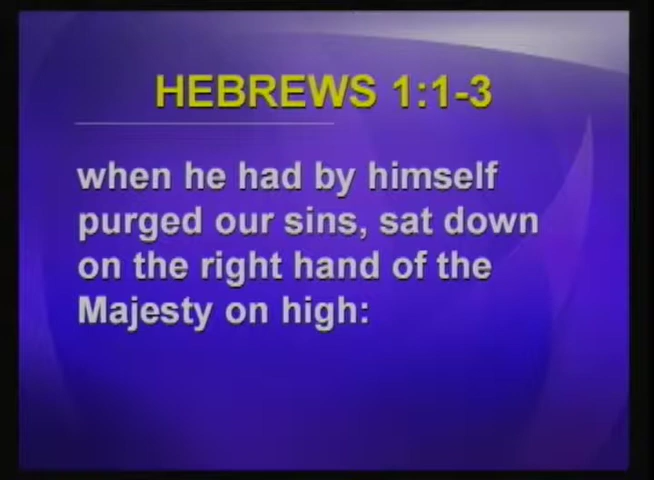 HEBREWS 1:1-3
when he had by himself
purged our sins, sat down
on the right hand of the
Majesty on high: